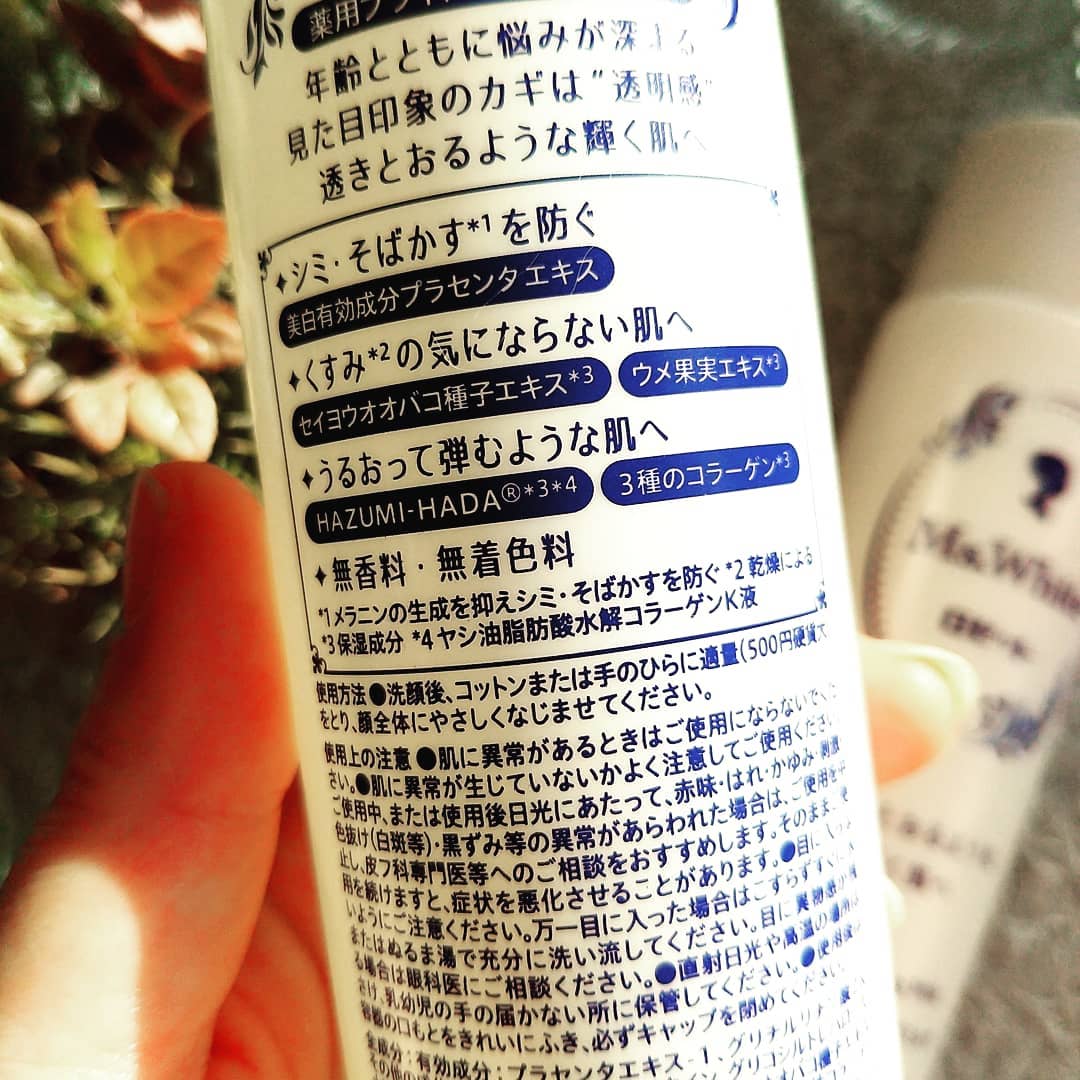 薬用ブライ
年齢とともに悩みが深まる
見た目印象のカギは“透明感”
透きとおるような輝く肌へ
✦シミ・そばかす*1を防ぐ
美白有効成分プラセンタエキス
✦くすみ*2の気にならない肌へ
セイヨウオオバコ種子エキス*3 ウメ果実エキス*3
✦うるおって弾むような肌へ
HAZUMI-HADA®*3*4 3種のコラーゲン*3
✦無香料・無着色料
*1メラニンの生成を抑えシミ・そばかすを防ぐ *2乾燥による
*3保湿成分 *4ヤシ油脂肪酸水解コラーゲンK液
使用方法 ●洗顔後、コットンまたは手のひらに適量(500円硬貨大
をとり、顔全体にやさしくなじませてください。
使用上の注意 ●肌に異常があるときはご使用にならないでくだ
さい。●肌に異常が生じていないかよく注意してご使用ください
ご使用中、または使用後日光にあたって、赤味・はれ・かゆみ・刺激
色抜け(白斑等)・黒ずみ等の異常があらわれた場合は、ご使用を中
止し、皮フ科専門医等へのご相談をおすすめします。そのまま、使
用を続けますと、症状を悪化させることがあります。●目に入ら
いようにご注意ください。万一目に入った場合はこすらずすぐに
またはぬるま湯で充分に洗い流してください。目に異物感が
る場合は眼科医にご相談ください。●直射日光や高温の場所
さけ、乳幼児の手の届かない所に保管してください。●使用後
容器の口もとをきれいにふき、必ずキャップを閉めてください
全成分:有効成分:プラセンタエキス-1、グリチルリチ
その他の
Ms.White